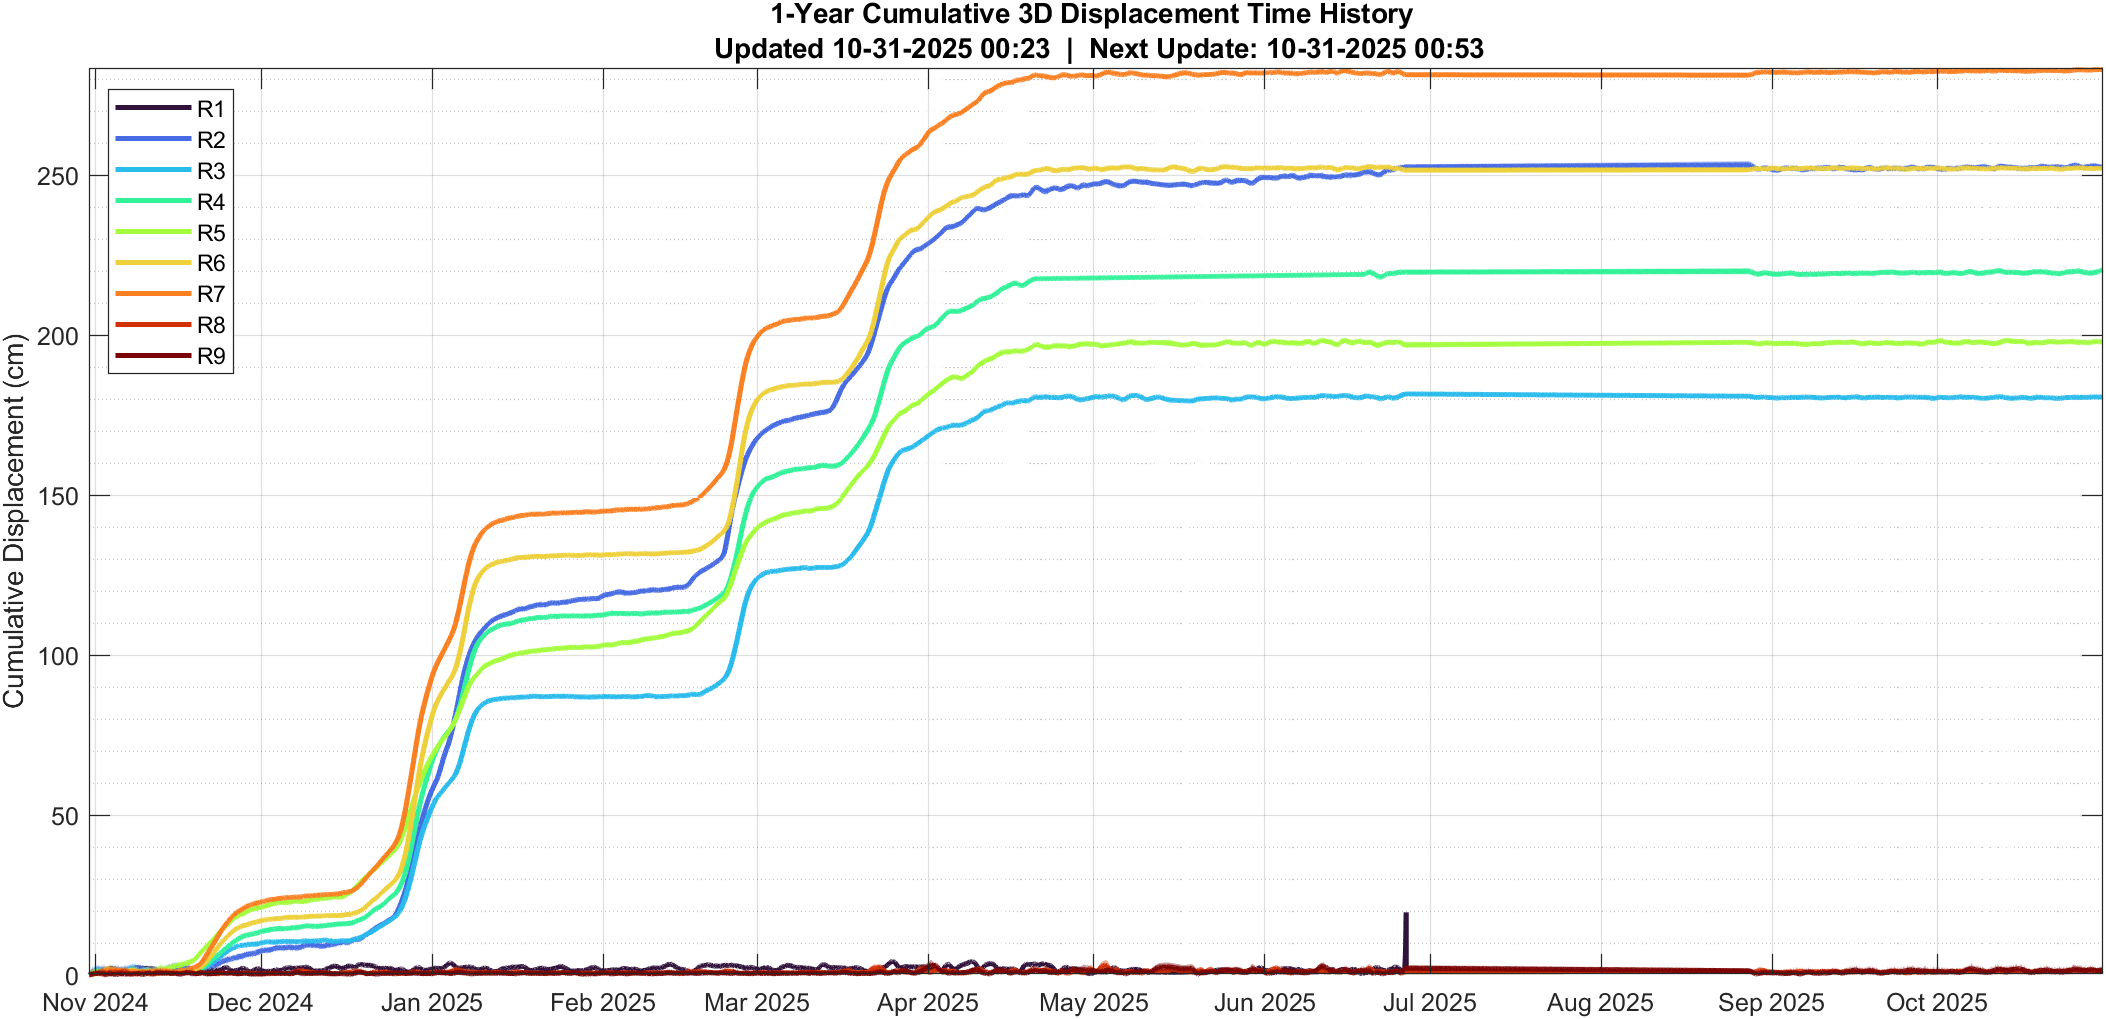 1-Year Cumulative 3D Displacement Time History
Updated 10-31-2025 00:23 | Next Update: 10-31-2025 00:53
R1
R2
R3
R4
R5
R6
R7
R8
R9
Cumulative Displacement (cm)
250
200
150
100
50
0
Nov 2024 Dec 2024 Jan 2025 Feb 2025 Mar 2025 Apr 2025 May 2025 Jun 2025 Jul 2025 Aug 2025 Sep 2025 Oct 2025